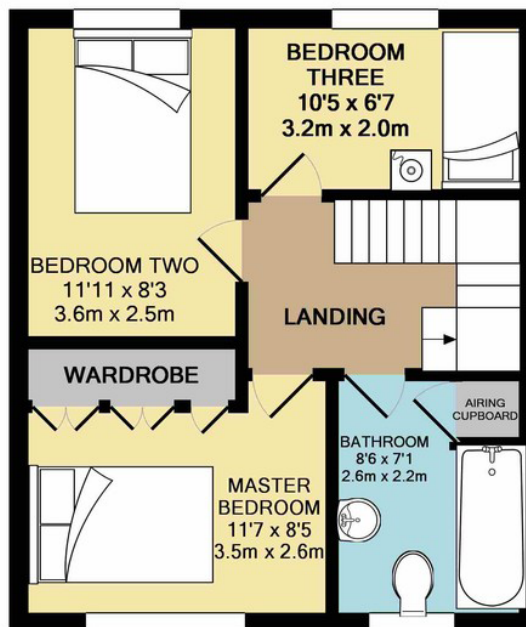 BEDROOM
THREE
10'5 x 6'7
3.2m x 2.0m
BEDROOM TWO
11'11 x 8'3
3.6m x 2.5m
LANDING
WARDROBE
AIRING
CUPBOARD
BATHROOM
8'6 x 7'1
2.6m x 2.2m
MASTER
BEDROOM
11'7 x 8'5
3.5m x 2.6m